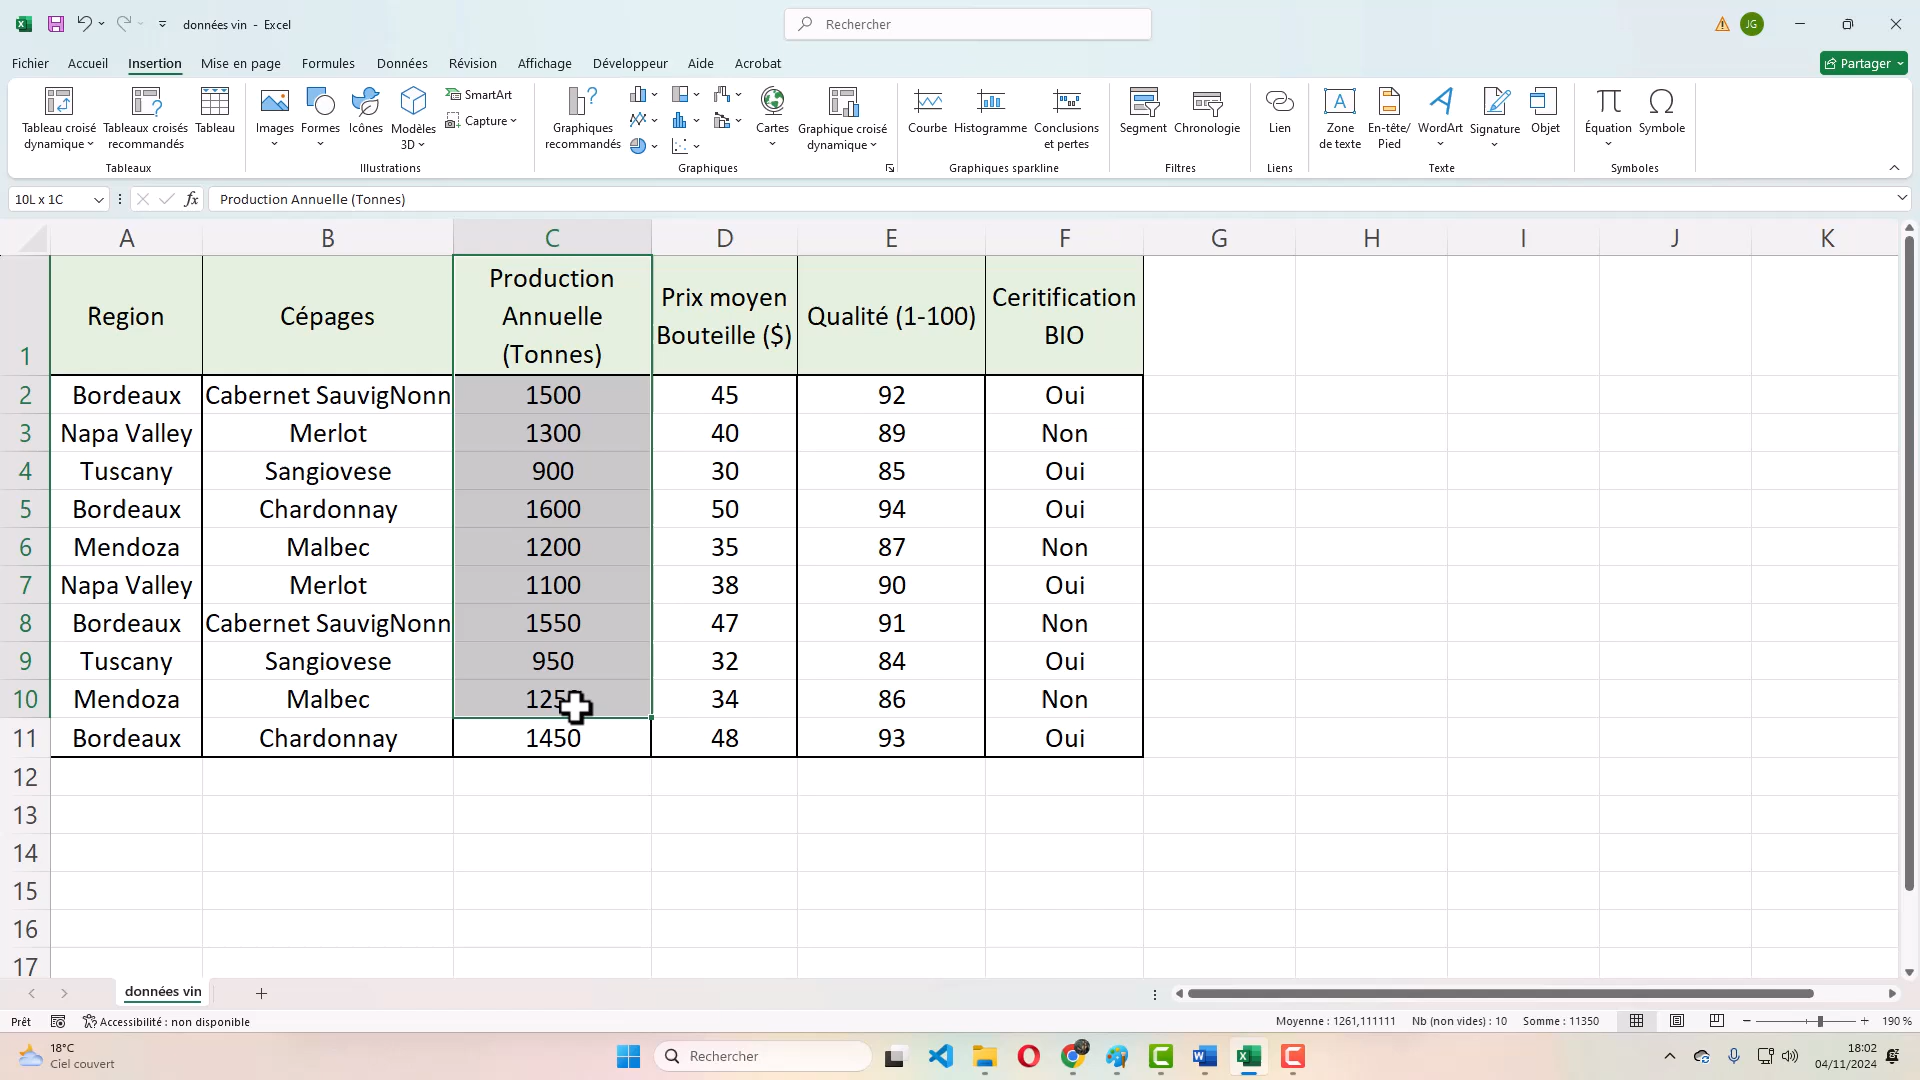 données vin - Excel
Rechercher
JG
Fichier Accueil Insertion Mise en page Formules Données Révision Affichage Développeur Aide Acrobat
Partager
Tableau croisé dynamique
Tableaux croisés recommandés
Tableau
Tableaux
Images
Formes
Icônes
Modèles 3D
SmartArt
Capture
Illustrations
Graphiques recommandés
Cartes
Graphique croisé dynamique
Graphiques
Courbe
Histogramme
Conclusions et pertes
Graphiques sparkline
Segment
Chronologie
Filtres
Lien
Liens
Zone de texte
En-tête/ Pied
WordArt
Signature
Objet
Texte
Équation
Symbole
Symboles
10L x 1C
fx
Production Annuelle (Tonnes)
A B C D E F G H I J K
1 Region Cépages Production Annuelle (Tonnes) Prix moyen Bouteille ($) Qualité (1-100) Ceritification BIO
2 Bordeaux Cabernet SauvigNonn 1500 45 92 Oui
3 Napa Valley Merlot 1300 40 89 Non
4 Tuscany Sangiovese 900 30 85 Oui
5 Bordeaux Chardonnay 1600 50 94 Oui
6 Mendoza Malbec 1200 35 87 Non
7 Napa Valley Merlot 1100 38 90 Oui
8 Bordeaux Cabernet SauvigNonn 1550 47 91 Non
9 Tuscany Sangiovese 950 32 84 Oui
10 Mendoza Malbec 1250 34 86 Non
11 Bordeaux Chardonnay 1450 48 93 Oui
12
13
14
15
16
17
données vin
Prêt
Accessibilité : non disponible
Moyenne : 1261,111111 Nb (non vides) : 10 Somme : 11350
190 %
18°C
Ciel couvert
Rechercher
18:02
04/11/2024